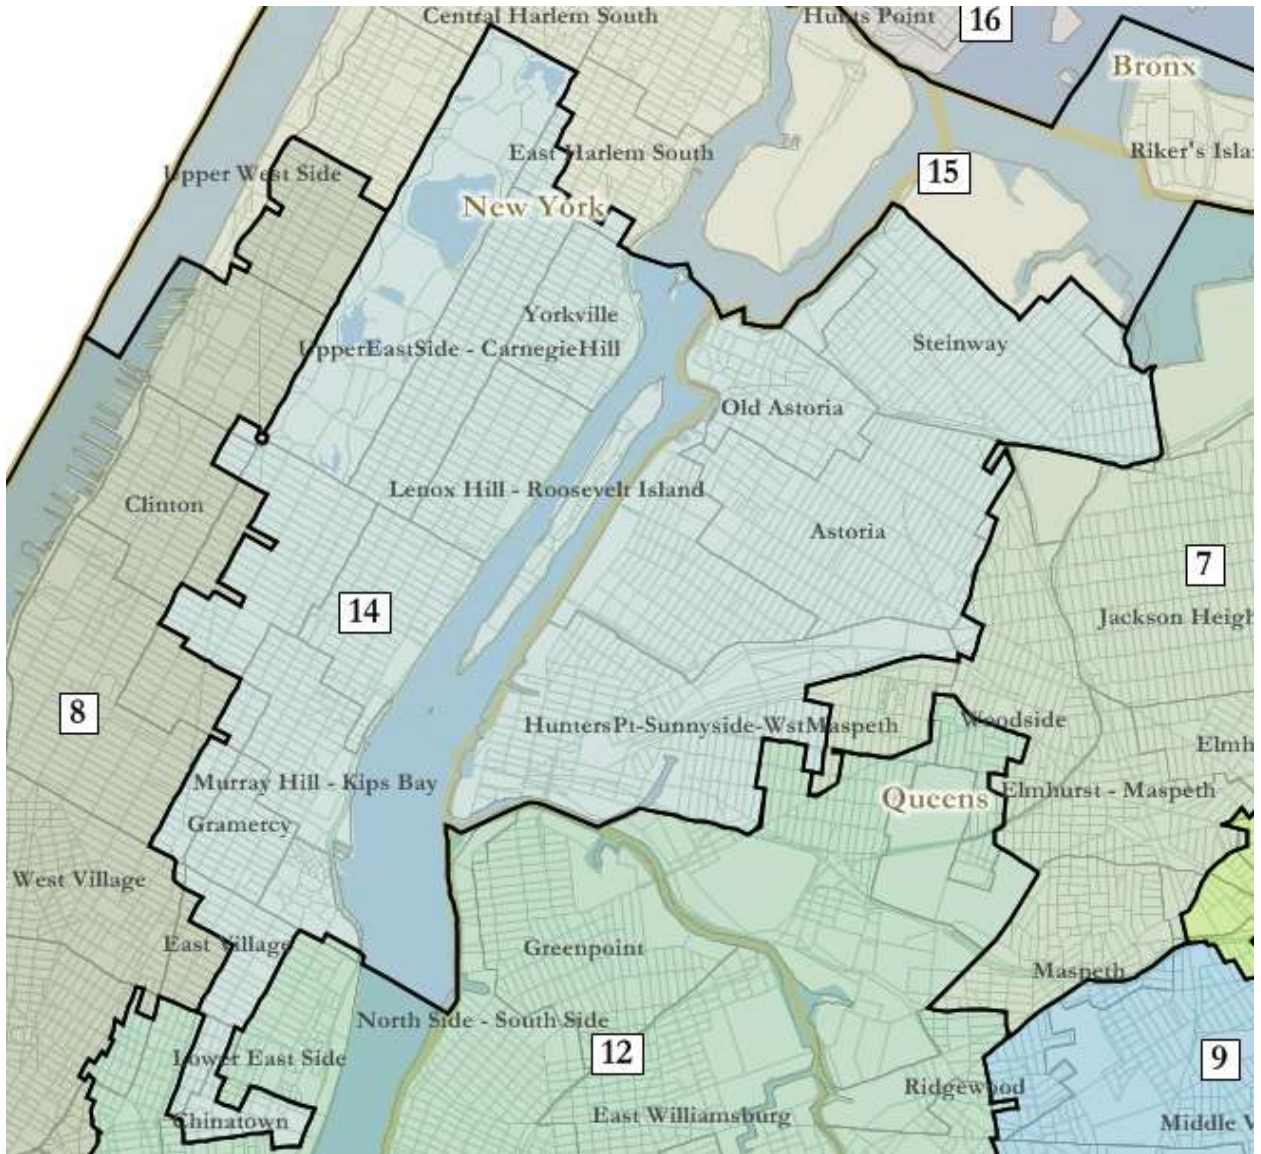 Central Harlem South
Hunts Point
16
Bronx
East Harlem South
Riker's Isla
Upper West Side
15
New York
Yorkville
UpperEastSide - CarnegieHill
Steinway
Old Astoria
Lenox Hill - Roosevelt Island
Clinton
Astoria
7
14
Jackson Heigh
8
HuntersPt-Sunnyside-WstMaspeth
Woodside
Elmh
Murray Hill - Kips Bay
Elmhurst - Maspeth
Queens
Gramercy
West Village
East Village
Greenpoint
Maspeth
North Side - South Side
12
Lower East Side
9
Ridgewood
Chinatown
East Williamsburg
Middle V